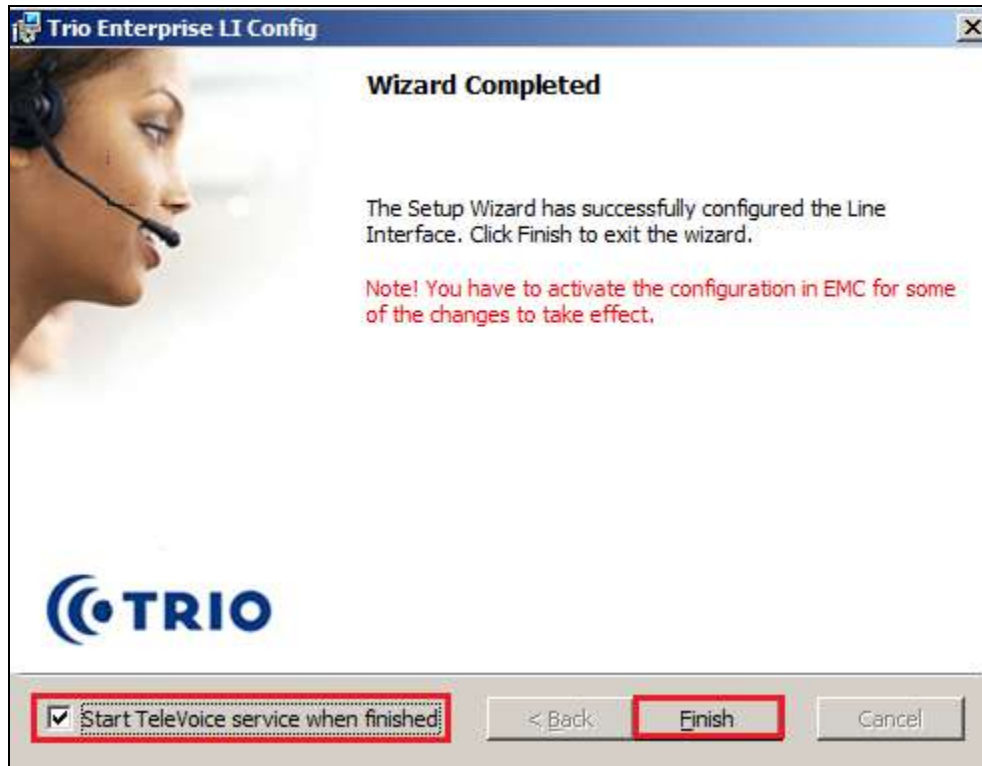 Trio Enterprise LI Config
Wizard Completed
The Setup Wizard has successfully configured the Line
Interface. Click Finish to exit the wizard.
Note! You have to activate the configuration in EMC for some
of the changes to take effect.
TRIO
Start TeleVoice service when finished
< Back
Finish
Cancel